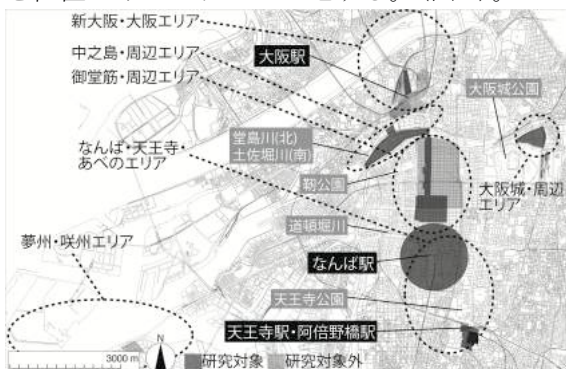 新大阪・大阪エリア
中之島・周辺エリア
御堂筋・周辺エリア
大阪駅
大阪城公園
堂島川(北)
土佐堀川(南)
なんば・天王寺・
あべのエリア
靭公園
大阪城・周辺
エリア
道頓堀川
夢州・咲州エリア
なんば駅
天王寺公園
天王寺駅・阿倍野橋駅
N
3000 m
研究対象
研究対象外